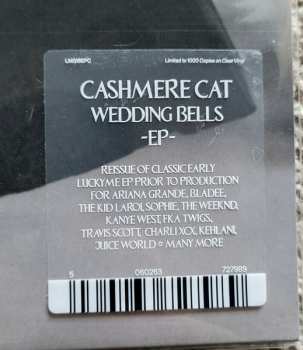 Limited to 1000 Copies on Clear Vinyl
CASHMERE CAT
WEDDING BELLS
-EP-
REISSUE OF CLASSIC EARLY
LUCKYME EP PRIOR TO PRODUCTION
FOR ARIANA GRANDE, BLADEE,
THE KID LAROI, SOPHIE, THE WEEKND,
KANYE WEST, FKA TWIGS,
TRAVIS SCOTT, CHARLI XCX, KEHLANI,
JUICE WORLD & MANY MORE
5 060263 727989